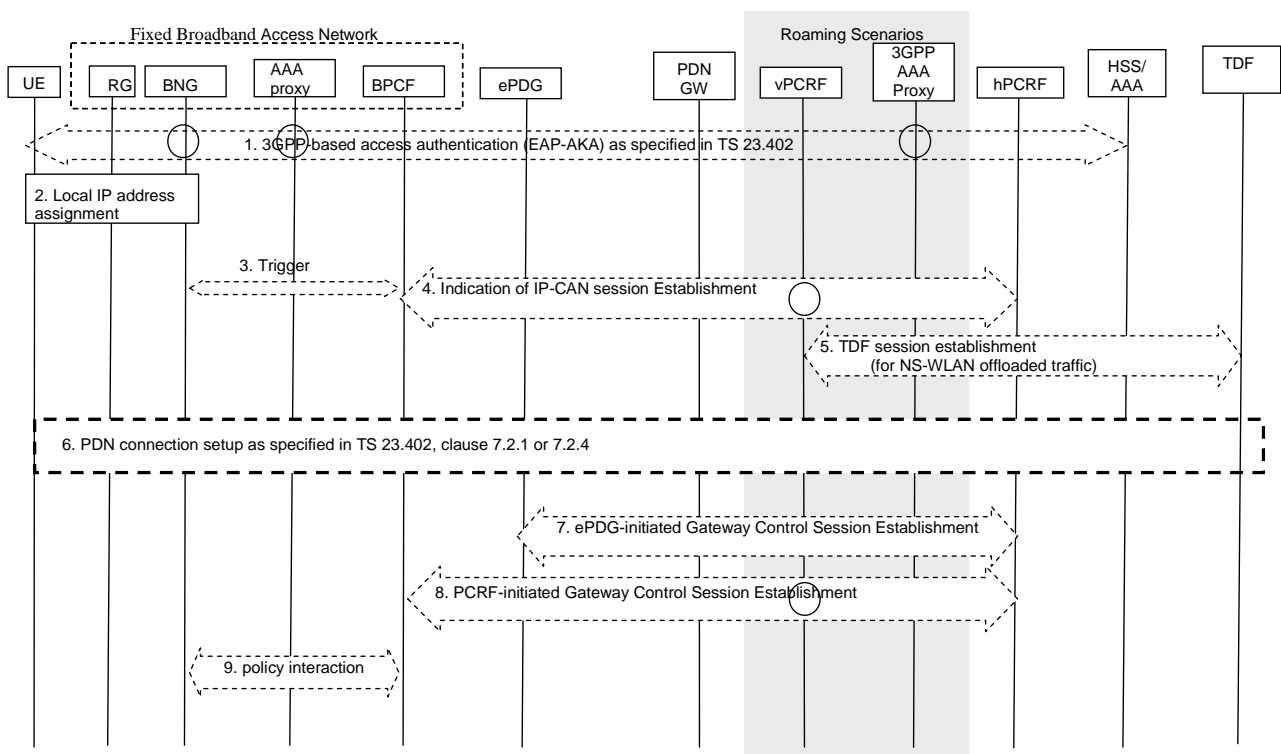 Fixed Broadband Access Network
Roaming Scenarios
UE
RG
BNG
AAA
proxy
BPCF
ePDG
PDN
GW
vPCRF
3GPP
AAA
Proxy
hPCRF
HSS/
AAA
TDF
1. 3GPP-based access authentication (EAP-AKA) as specified in TS 23.402
2. Local IP address
assignment
3. Trigger
4. Indication of IP-CAN session Establishment
5. TDF session establishment
(for NS-WLAN offloaded traffic)
6. PDN connection setup as specified in TS 23.402, clause 7.2.1 or 7.2.4
7. ePDG-initiated Gateway Control Session Establishment
8. PCRF-initiated Gateway Control Session Establishment
9. policy interaction